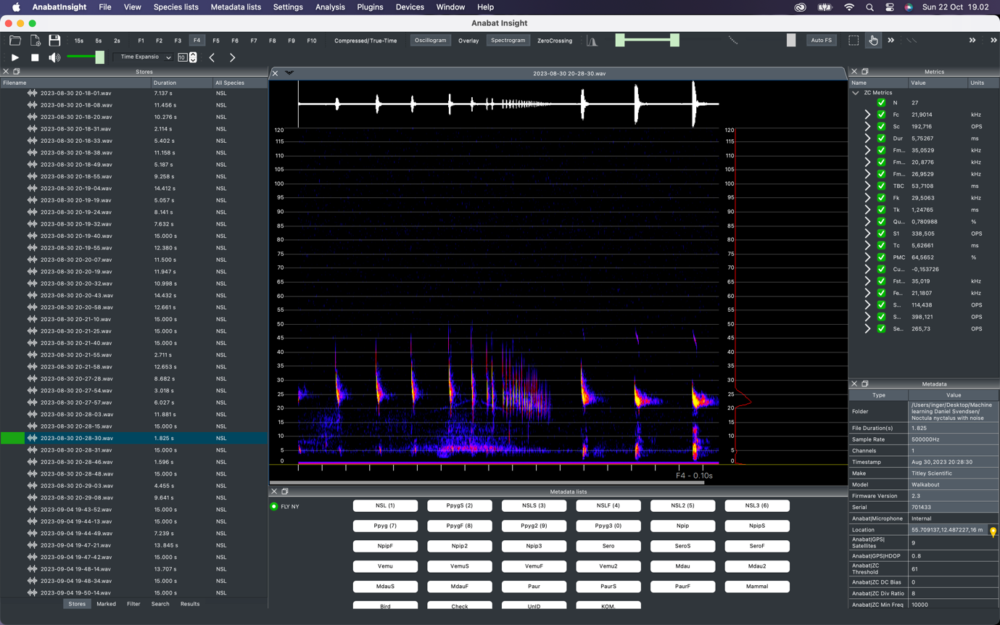 AnabatInsight File View Species lists Metadata lists Settings Analysis Plugins Devices Window Help Sun 22 Oct 19.02
Anabat Insight
15s 5s 2s F1 F2 F3 F4 F5 F6 F7 F8 F9 F10 Compressed/True-Time Oscillogram Overlay Spectrogram ZeroCrossing Auto FS
Time Expansio 10
Stores
Filename Duration All Species
2023-08-30 20-18-01.wav 7.137 s NSL
2023-08-30 20-18-08.wav 11.456 s NSL
2023-08-30 20-18-20.wav 10.276 s NSL
2023-08-30 20-18-31.wav 2.114 s NSL
2023-08-30 20-18-33.wav 5.402 s NSL
2023-08-30 20-18-38.wav 11.158 s NSL
2023-08-30 20-18-49.wav 5.187 s NSL
2023-08-30 20-18-55.wav 9.258 s NSL
2023-08-30 20-19-04.wav 14.412 s NSL
2023-08-30 20-19-19.wav 5.057 s NSL
2023-08-30 20-19-24.wav 8.141 s NSL
2023-08-30 20-19-32.wav 7.632 s NSL
2023-08-30 20-19-40.wav 15.000 s NSL
2023-08-30 20-19-55.wav 12.380 s NSL
2023-08-30 20-20-07.wav 11.500 s NSL
2023-08-30 20-20-19.wav 11.947 s NSL
2023-08-30 20-20-32.wav 10.998 s NSL
2023-08-30 20-20-43.wav 14.432 s NSL
2023-08-30 20-20-58.wav 12.661 s NSL
2023-08-30 20-21-10.wav 15.000 s NSL
2023-08-30 20-21-25.wav 15.000 s NSL
2023-08-30 20-21-40.wav 15.000 s NSL
2023-08-30 20-21-55.wav 2.711 s NSL
2023-08-30 20-21-58.wav 12.653 s NSL
2023-08-30 20-27-28.wav 8.682 s NSL
2023-08-30 20-27-54.wav 3.018 s NSL
2023-08-30 20-27-57.wav 6.027 s NSL
2023-08-30 20-28-03.wav 11.881 s NSL
2023-08-30 20-28-15.wav 15.000 s NSL
2023-08-30 20-28-30.wav 1.825 s NSL
2023-08-30 20-28-31.wav 15.000 s NSL
2023-08-30 20-28-46.wav 1.596 s NSL
2023-08-30 20-28-48.wav 15.000 s NSL
2023-08-30 20-29-03.wav 4.455 s NSL
2023-08-30 20-29-08.wav 9.641 s NSL
2023-09-04 19-43-52.wav 15.000 s NSL
2023-09-04 19-44-13.wav 15.000 s NSL
2023-09-04 19-44-49.wav 7.239 s NSL
2023-09-04 19-47-21.wav 13.845 s NSL
2023-09-04 19-47-42.wav 15.000 s NSL
2023-09-04 19-48-14.wav 13.707 s NSL
2023-09-04 19-48-34.wav 15.000 s NSL
2023-09-04 19-50-14.wav 15.000 s NSL
Stores Marked Filter Search Results
2023-08-30 20-28-30.wav
120 120
115 115
110 110
105 105
100 100
95 95
90 90
85 85
80 80
75 75
70 70
65 65
60 60
55 55
50 50
45 45
40 40
35 35
30 30
25 25
20 20
15 15
10 10
5 5
0 0
F4 - 0.10s
Metadata lists
FLY NY
NSL (1) PpygS (2) NSLS (3) NSLF (4) NSL2 (5) NSL3 (6)
Ppyg (7) PpygF (8) Ppyg2 (9) Ppyg3 (0) Npip NpipS
NpipF Npip2 Npip3 Sero SeroS SeroF
Vemu VemuS VemuF Vemu2 Mdau Mdau2
MdauS MdauF Paur PaurS PaurF Mammal
Bird Check UnID KOM.
Metrics
Name Value Units
ZC Metrics
N 27
Fc 21,9014 kHz
Sc 192,716 OPS
Dur 5,75267 ms
Fm... 35,0529 kHz
Fm... 20,8776 kHz
Fm... 26,9529 kHz
TBC 53,7108 ms
Fk 29,5063 kHz
Tk 1,24765 ms
Qu... 0,780988 %
S1 338,505 OPS
Tc 5,62661 ms
PMC 64,5652 %
Cu... -0,153726
Fst... 35,019 kHz
Fe... 21,1807 kHz
S... 114,438 OPS
S... 398,121 OPS
Se... 265,73 OPS
Metadata
Type Value
Folder /Users/inger/Desktop/Machine
learning Daniel Svendsen/
Noctula nyctalus with noise
File Duration(s) 1.825
Sample Rate 500000Hz
Channels 1
Timestamp Aug 30,2023 20:28:30
Make Titley Scientific
Model Walkabout
Firmware Version 2.3
Serial 701433
Anabat|Microphone Internal
Location 55.709137,12.487227,16 m
Anabat|GPS|
Satellites 9
Anabat|GPS|HDOP 0.8
Anabat|ZC
Threshold 61
Anabat|ZC DC Bias 0
Anabat|ZC Div Ratio 8
Anabat|ZC Min Freq 10000